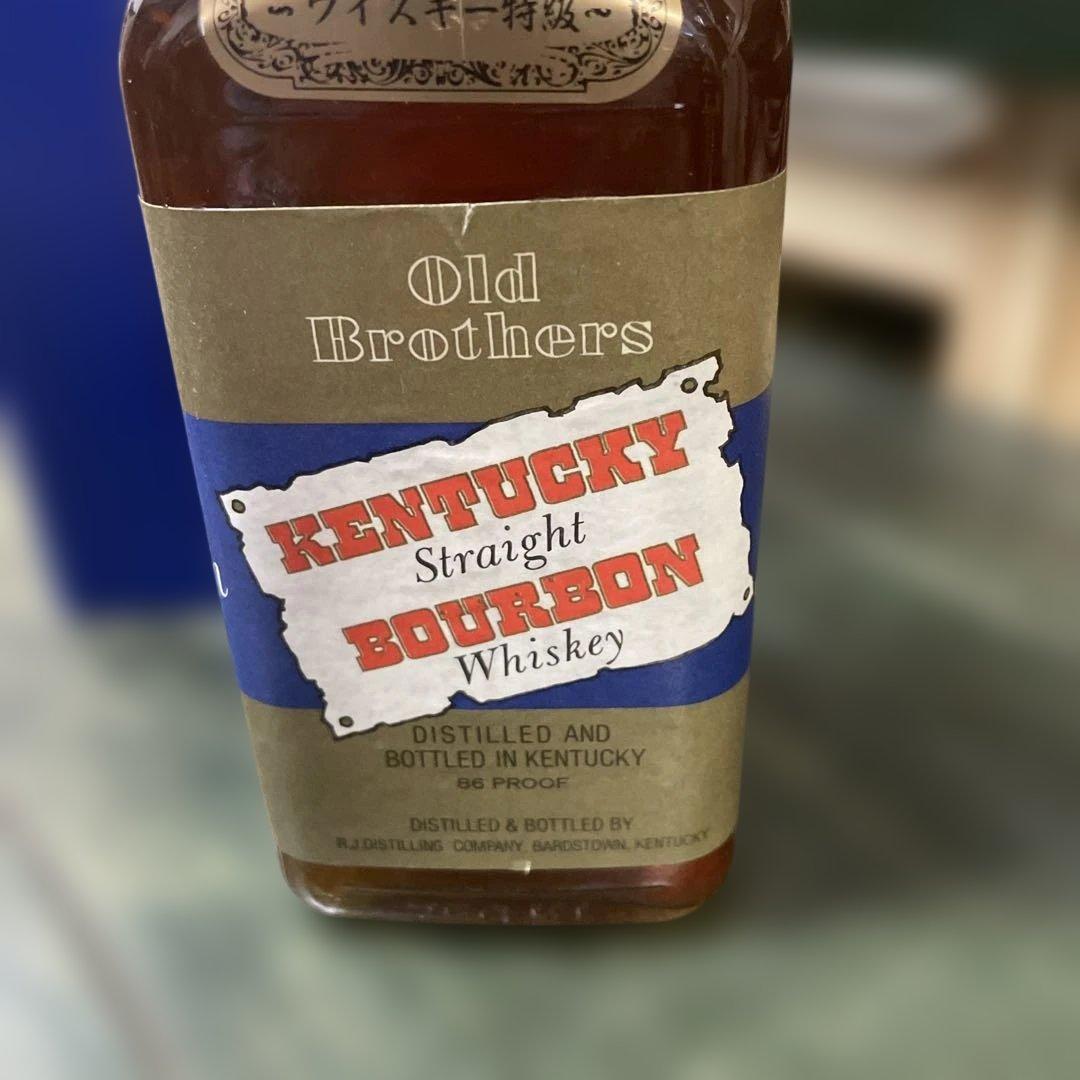 ~ウイスキー特級~
Old
Brothers
KENTUCKY
Straight
BOURBON
Whiskey
DISTILLED AND
BOTTLED IN KENTUCKY
86 PROOF
DISTILLED & BOTTLED BY
R.J.DISTILLING COMPANY, BARDSTOWN, KENTUCKY